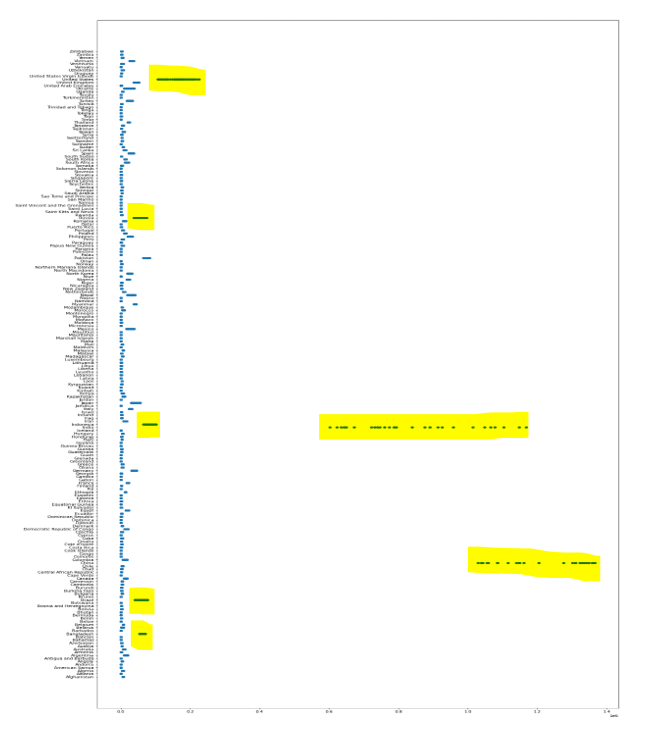 Zimbabwe
Zambia
Yemen
Vietnam
Venezuela
Vanuatu
Uzbekistan
Uruguay
United States Virgin Islands
United States
United Kingdom
United Arab Emirates
Ukraine
Uganda
Tuvalu
Turkmenistan
Turkey
Tunisia
Trinidad and Tobago
Tonga
Tokelau
Togo
Timor
Thailand
Tanzania
Tajikistan
Taiwan
Syria
Switzerland
Sweden
Suriname
Sudan
Sri Lanka
Spain
South Sudan
South Korea
South Africa
Somalia
Solomon Islands
Slovenia
Slovakia
Singapore
Sierra Leone
Seychelles
Serbia
Senegal
Saudi Arabia
Sao Tome and Principe
San Marino
Samoa
Saint Vincent and the Grenadines
Saint Lucia
Saint Kitts and Nevis
Rwanda
Russia
Romania
Qatar
Puerto Rico
Portugal
Poland
Philippines
Peru
Paraguay
Papua New Guinea
Panama
Palestine
Palau
Pakistan
Oman
Norway
Northern Mariana Islands
North Macedonia
North Korea
Niue
Nigeria
Niger
Nicaragua
New Zealand
Netherlands
Nepal
Nauru
Namibia
Myanmar
Mozambique
Morocco
Montenegro
Mongolia
Monaco
Moldova
Micronesia
Mexico
Mauritius
Mauritania
Marshall Islands
Malta
Mali
Maldives
Malaysia
Malawi
Madagascar
Luxembourg
Lithuania
Libya
Liberia
Lesotho
Lebanon
Latvia
Laos
Kyrgyzstan
Kuwait
Kiribati
Kenya
Kazakhstan
Jordan
Japan
Jamaica
Italy
Israel
Ireland
Iraq
Iran
Indonesia
India
Iceland
Hungary
Honduras
Haiti
Guyana
Guinea-Bissau
Guinea
Guatemala
Guam
Grenada
Greenland
Greece
Ghana
Germany
Georgia
Gambia
Gabon
France
Finland
Fiji
Ethiopia
Eswatini
Estonia
Eritrea
Equatorial Guinea
El Salvador
Egypt
Ecuador
Dominican Republic
Dominica
Djibouti
Denmark
Democratic Republic of Congo
Czechia
Cyprus
Cuba
Croatia
Cote d'Ivoire
Costa Rica
Cook Islands
Congo
Comoros
Colombia
China
Chile
Chad
Central African Republic
Cape Verde
Canada
Cameroon
Cambodia
Burundi
Burkina Faso
Bulgaria
Brunei
Brazil
Botswana
Bosnia and Herzegovina
Bolivia
Bhutan
Bermuda
Benin
Belize
Belgium
Belarus
Barbados
Bangladesh
Bahrain
Bahamas
Azerbaijan
Austria
Australia
Armenia
Argentina
Antigua and Barbuda
Angola
Andorra
American Samoa
Algeria
Albania
Afghanistan
0.0 0.2 0.4 0.6 0.8 1.0 1.2 1.4
1e6